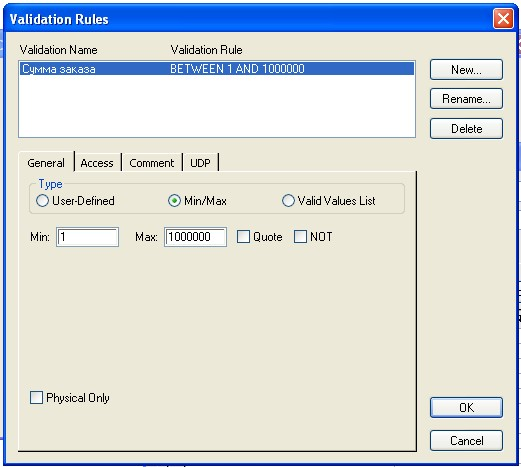 Validation Rules
Validation Name Validation Rule
Сумма заказа BETWEEN 1 AND 1000000
New...
Rename...
Delete
General Access Comment UDP
Type
User-Defined Min/Max Valid Values List
Min: 1 Max: 1000000 Quote NOT
Physical Only
OK
Cancel